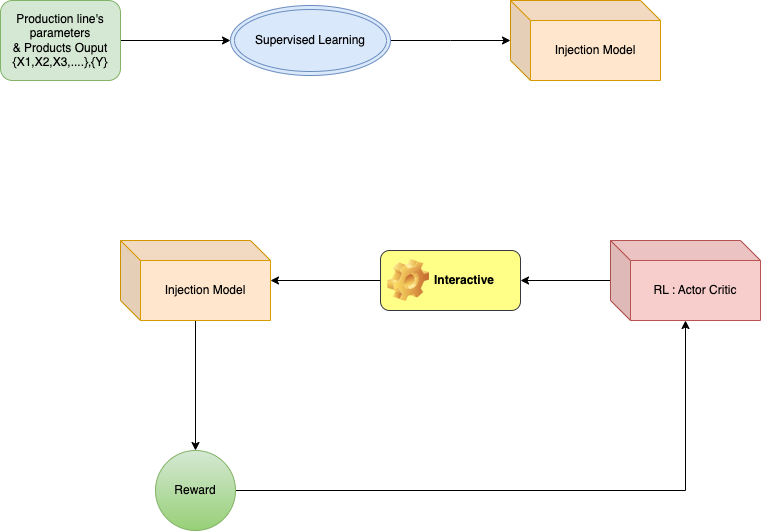 Production line's
parameters
& Products Ouput
{X1,X2,X3,....},{Y}
Supervised Learning
Injection Model
Injection Model
Interactive
RL : Actor Critic
Reward